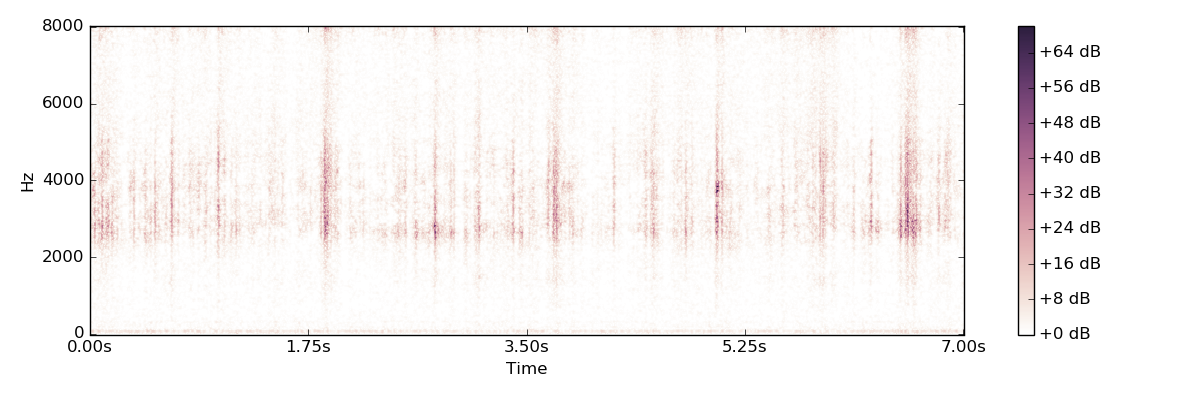 8000
6000
4000
2000
0
Hz
0.00s
1.75s
3.50s
5.25s
7.00s
Time
+64 dB
+56 dB
+48 dB
+40 dB
+32 dB
+24 dB
+16 dB
+8 dB
+0 dB